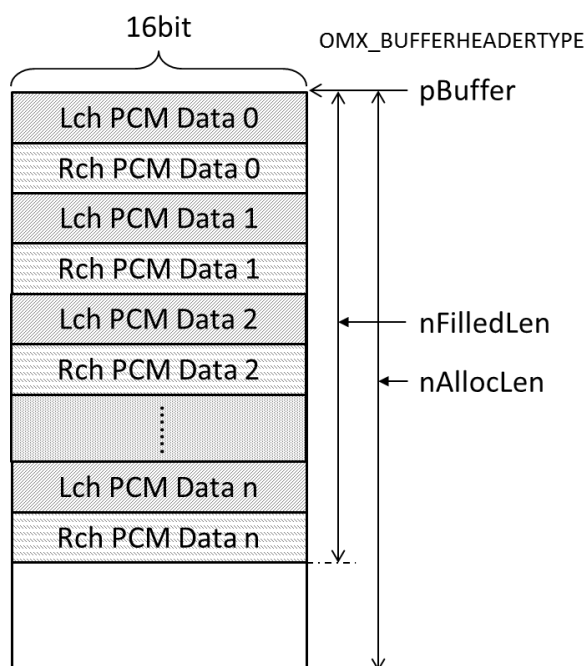 16bit
OMX_BUFFERHEADERTYPE
pBuffer
Lch PCM Data 0
Rch PCM Data 0
Lch PCM Data 1
Rch PCM Data 1
Lch PCM Data 2
nFilledLen
Rch PCM Data 2
nAllocLen
Lch PCM Data n
Rch PCM Data n